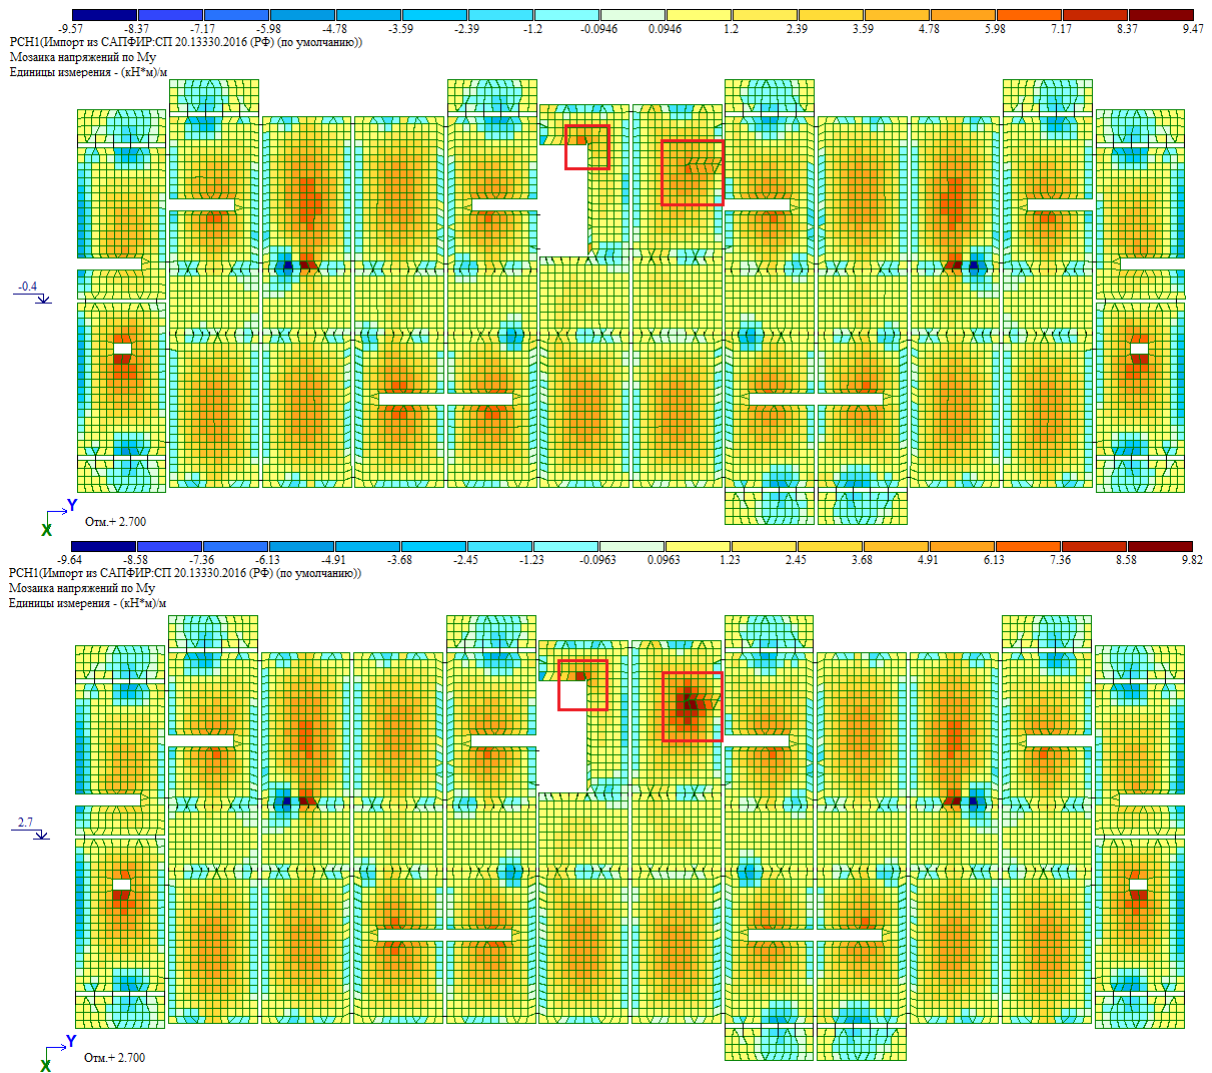 -9.57 -8.37 -7.17 -5.98 -4.78 -3.59 -2.39 -1.2 -0.0946 0.0946 1.2 2.39 3.59 4.78 5.98 7.17 8.37 9.47
РСН1(Импорт из САПФИР:СП 20.13330.2016 (РФ) (по умолчанию))
Мозаика напряжений по My
Единицы измерения - (кН*м)/м
-0.4
Y
X
Отм.+ 2.700
-9.64 -8.58 -7.36 -6.13 -4.91 -3.68 -2.45 -1.23 -0.0963 0.0963 1.23 2.45 3.68 4.91 6.13 7.36 8.58 9.82
РСН1(Импорт из САПФИР:СП 20.13330.2016 (РФ) (по умолчанию))
Мозаика напряжений по My
Единицы измерения - (кН*м)/м
2.7
Y
X
Отм.+ 2.700